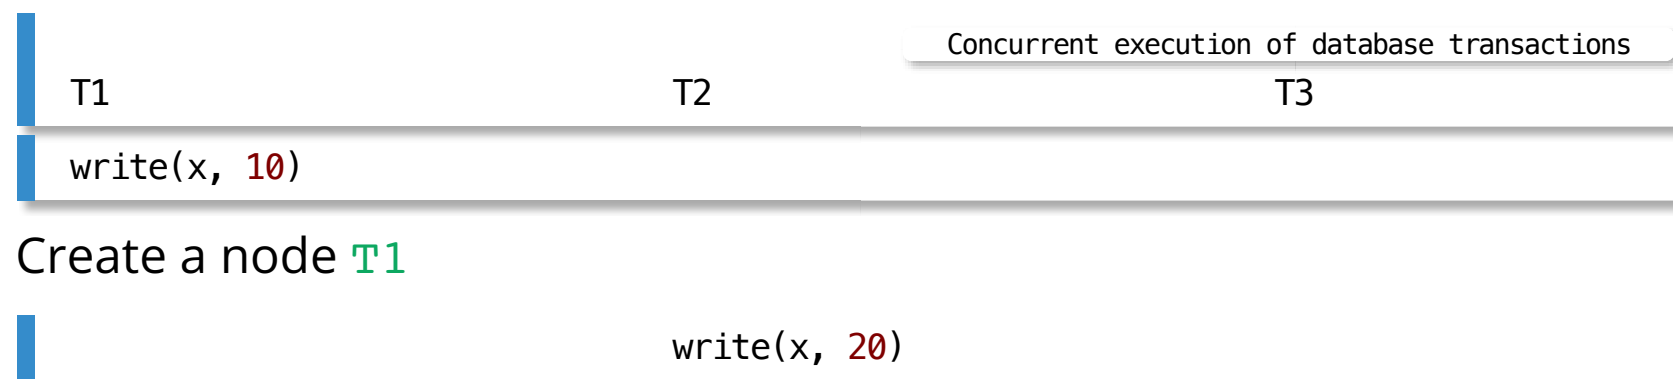 Concurrent execution of database transactions
T1 T2 T3
write(x, 10)
Create a node T1
write(x, 20)